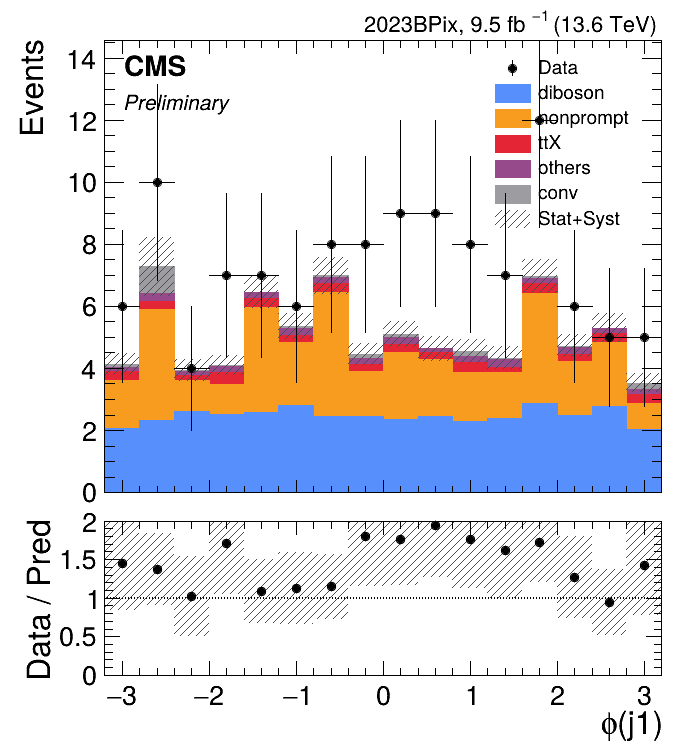 2023BPix, 9.5 fb⁻¹ (13.6 TeV)
CMS
Preliminary
Events
14
12
10
8
6
4
2
0
Data
diboson
nonprompt
ttX
others
conv
Stat+Syst
Data / Pred
2
1.5
1
0.5
0
−3 −2 −1 0 1 2 3
ϕ(j1)